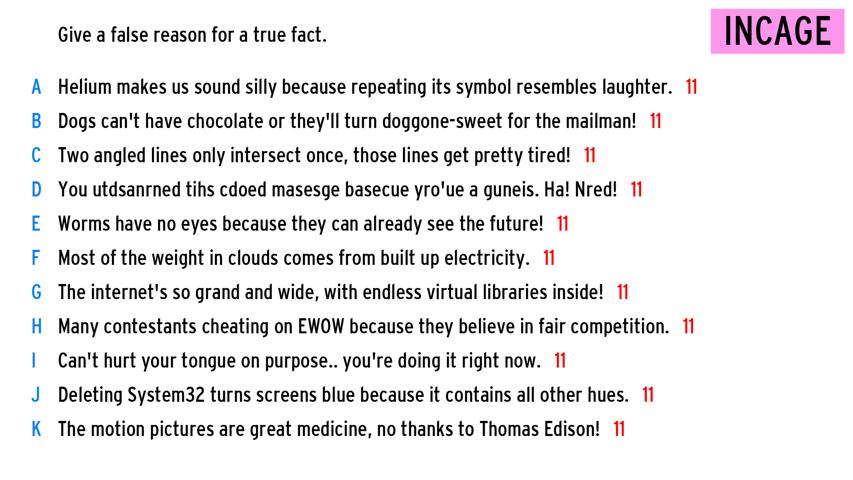 Give a false reason for a true fact.
INCAGE
A Helium makes us sound silly because repeating its symbol resembles laughter. 11
B Dogs can't have chocolate or they'll turn doggone-sweet for the mailman! 11
C Two angled lines only intersect once, those lines get pretty tired! 11
D You utdsanrned tihs cdoed masesge basecue yro'ue a guneis. Ha! Nred! 11
E Worms have no eyes because they can already see the future! 11
F Most of the weight in clouds comes from built up electricity. 11
G The internet's so grand and wide, with endless virtual libraries inside! 11
H Many contestants cheating on EWOW because they believe in fair competition. 11
I Can't hurt your tongue on purpose.. you're doing it right now. 11
J Deleting System32 turns screens blue because it contains all other hues. 11
K The motion pictures are great medicine, no thanks to Thomas Edison! 11